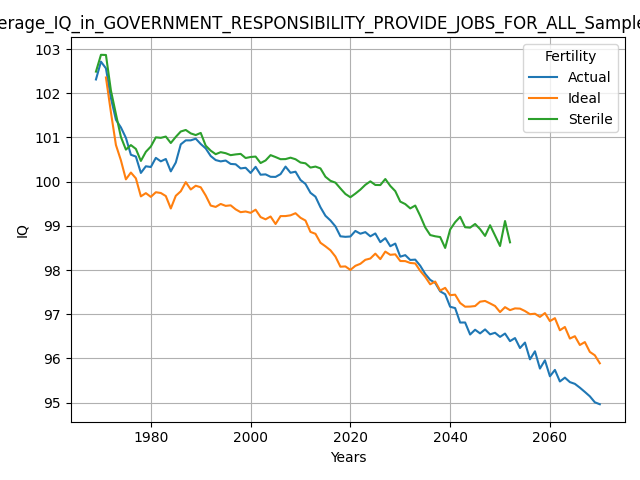 erage_IQ_in_GOVERNMENT_RESPONSIBILITY_PROVIDE_JOBS_FOR_ALL_Sample
103
102
101
100
99
98
97
96
95
IQ
1980
2000
2020
2040
2060
Years
Fertility
Actual
Ideal
Sterile